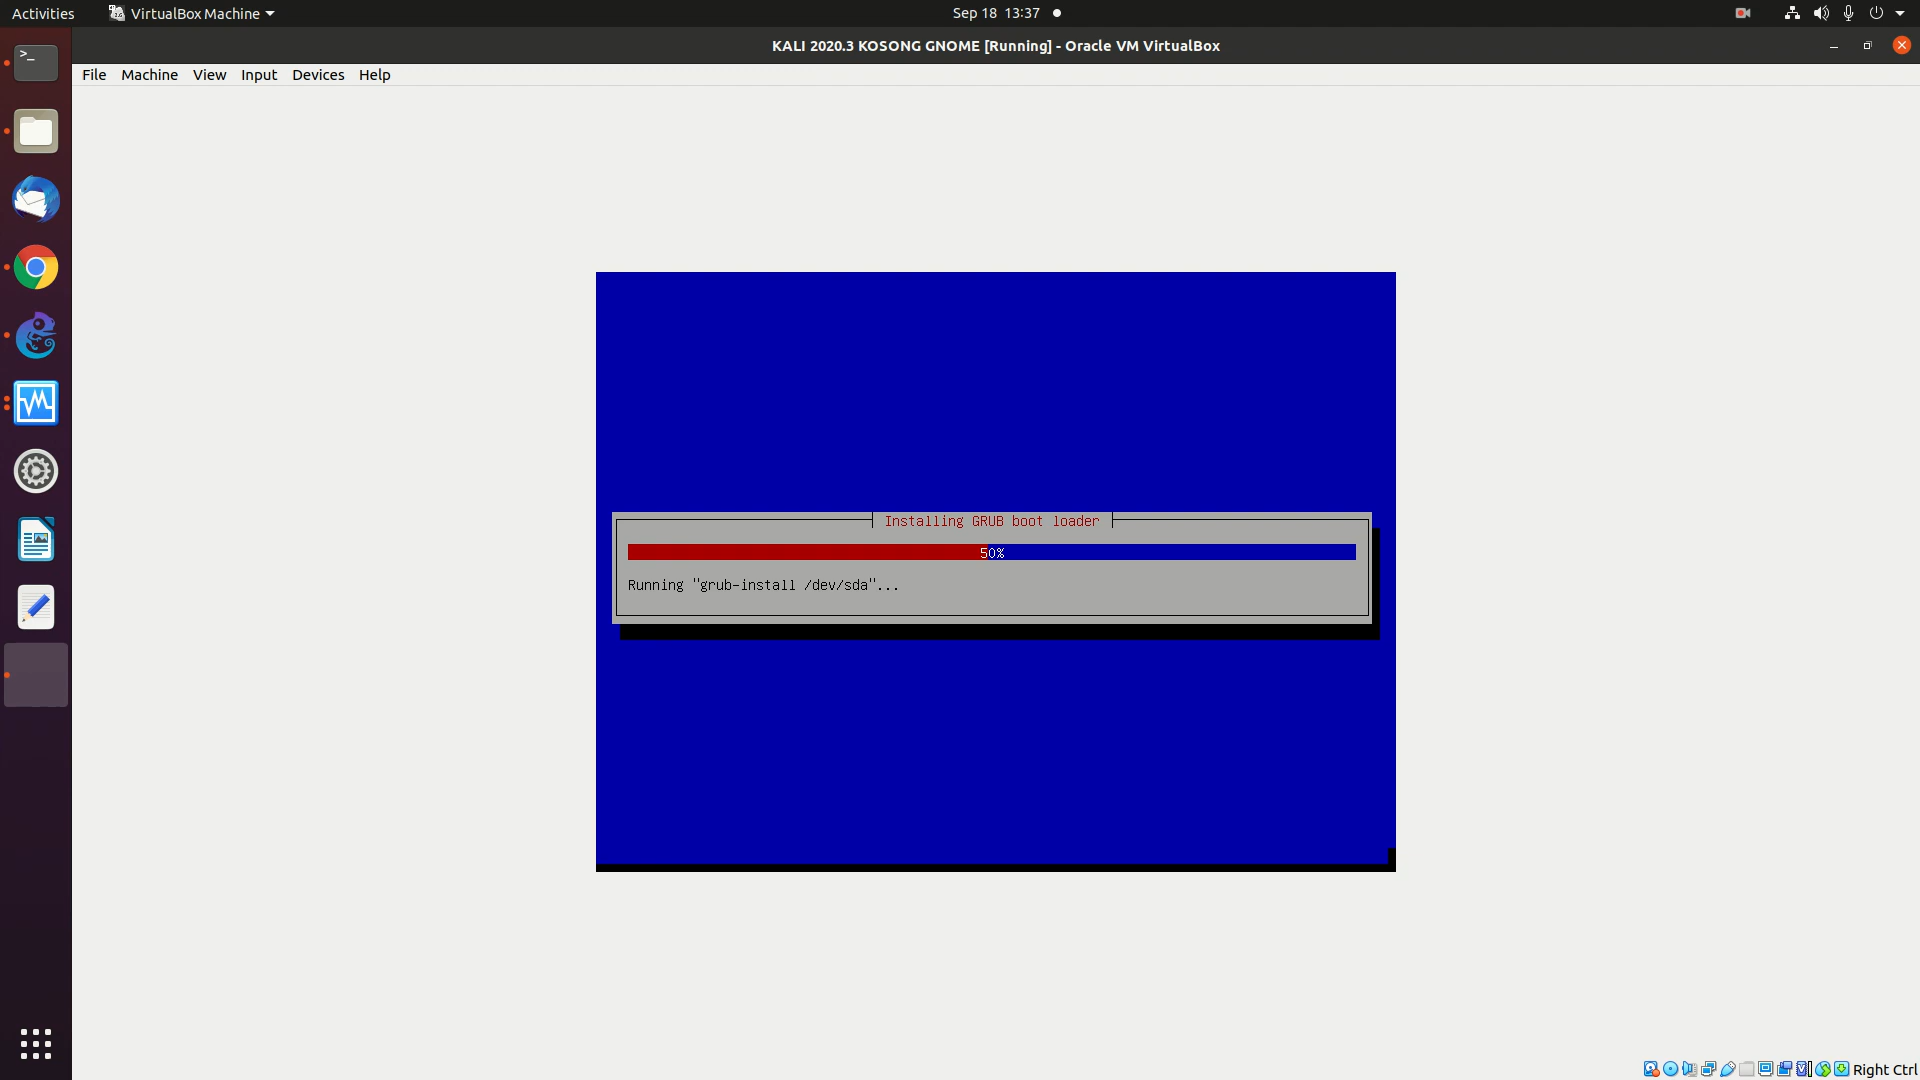 Activities VirtualBox Machine Sep 18 13:37
KALI 2020.3 KOSONG GNOME [Running] - Oracle VM VirtualBox
File Machine View Input Devices Help
Installing GRUB boot loader
50%
Running "grub-install /dev/sda"...
Right Ctrl